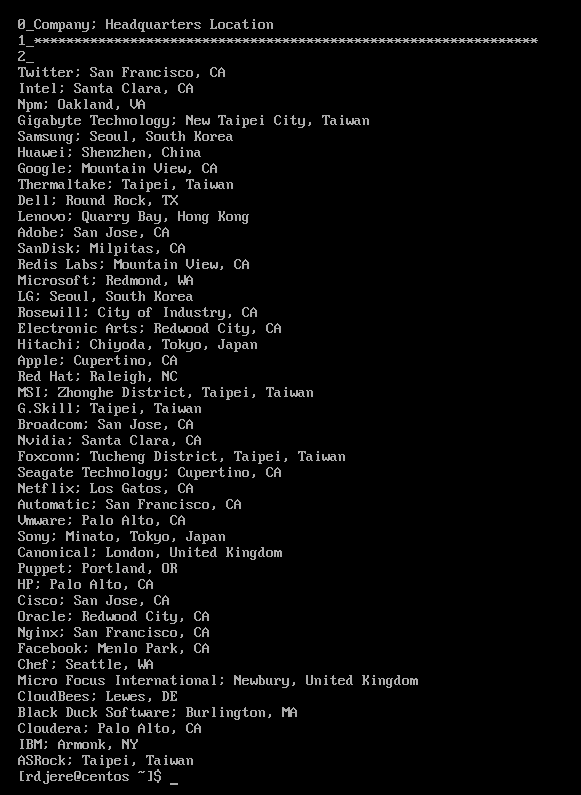 0_Company; Headquarters Location
1_***************************************************************
2_
Twitter; San Francisco, CA
Intel; Santa Clara, CA
Npm; Oakland, VA
Gigabyte Technology; New Taipei City, Taiwan
Samsung; Seoul, South Korea
Huawei; Shenzhen, China
Google; Mountain View, CA
Thermaltake; Taipei, Taiwan
Dell; Round Rock, TX
Lenovo; Quarry Bay, Hong Kong
Adobe; San Jose, CA
SanDisk; Milpitas, CA
Redis Labs; Mountain View, CA
Microsoft; Redmond, WA
LG; Seoul, South Korea
Rosewill; City of Industry, CA
Electronic Arts; Redwood City, CA
Hitachi; Chiyoda, Tokyo, Japan
Apple; Cupertino, CA
Red Hat; Raleigh, NC
MSI; Zhonghe District, Taipei, Taiwan
G.Skill; Taipei, Taiwan
Broadcom; San Jose, CA
Nvidia; Santa Clara, CA
Foxconn; Tucheng District, Taipei, Taiwan
Seagate Technology; Cupertino, CA
Netflix; Los Gatos, CA
Automatic; San Francisco, CA
Vmware; Palo Alto, CA
Sony; Minato, Tokyo, Japan
Canonical; London, United Kingdom
Puppet; Portland, OR
HP; Palo Alto, CA
Cisco; San Jose, CA
Oracle; Redwood City, CA
Nginx; San Francisco, CA
Facebook; Menlo Park, CA
Chef; Seattle, WA
Micro Focus International; Newbury, United Kingdom
CloudBees; Lewes, DE
Black Duck Software; Burlington, MA
Cloudera; Palo Alto, CA
IBM; Armonk, NY
ASRock; Taipei, Taiwan
[rdjere@centos ~]$ _